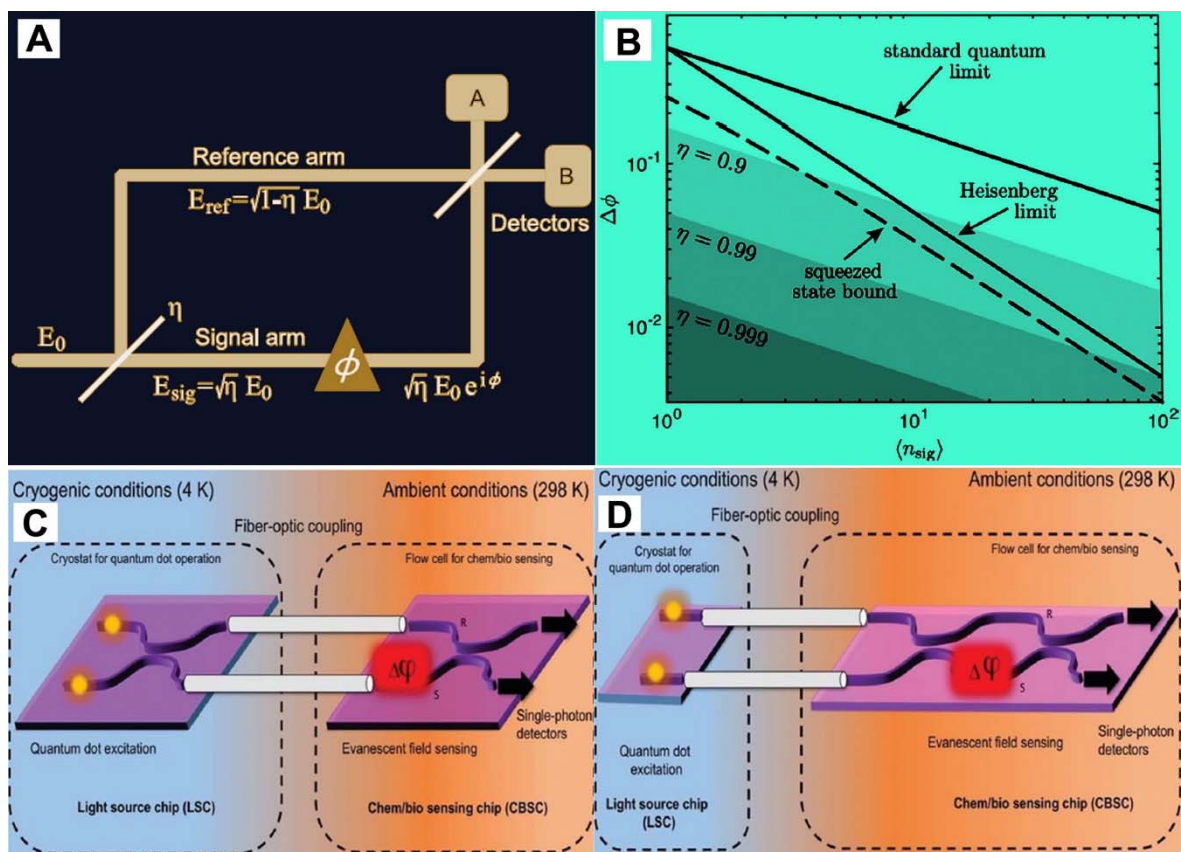 A
A
Reference arm
B
E_ref=√1-η E_0
Detectors
η
E_0
Signal arm
ϕ
E_sig=√η E_0
√η E_0 e^iϕ
B
standard quantum
limit
η = 0.9
10^-1
Heisenberg
limit
Δϕ
η = 0.99
squeezed
state bound
10^-2
η = 0.999
10^0
10^1
10^2
⟨n_sig⟩
Cryogenic conditions (4 K)
Ambient conditions (298 K)
C
Fiber-optic coupling
Cryostat for quantum dot operation
Flow cell for chem/bio sensing
R
Δφ
S
Single-photon
detectors
Quantum dot excitation
Evanescent field sensing
Light source chip (LSC)
Chem/bio sensing chip (CBSC)
Cryogenic conditions (4 K)
Ambient conditions (298 K)
D
Fiber-optic coupling
Cryostat for
quantum dot operation
Flow cell for chem/bio sensing
R
Δφ
S
Single-photon
detectors
Quantum dot
excitation
Evanescent field sensing
Light source chip
(LSC)
Chem/bio sensing chip (CBSC)